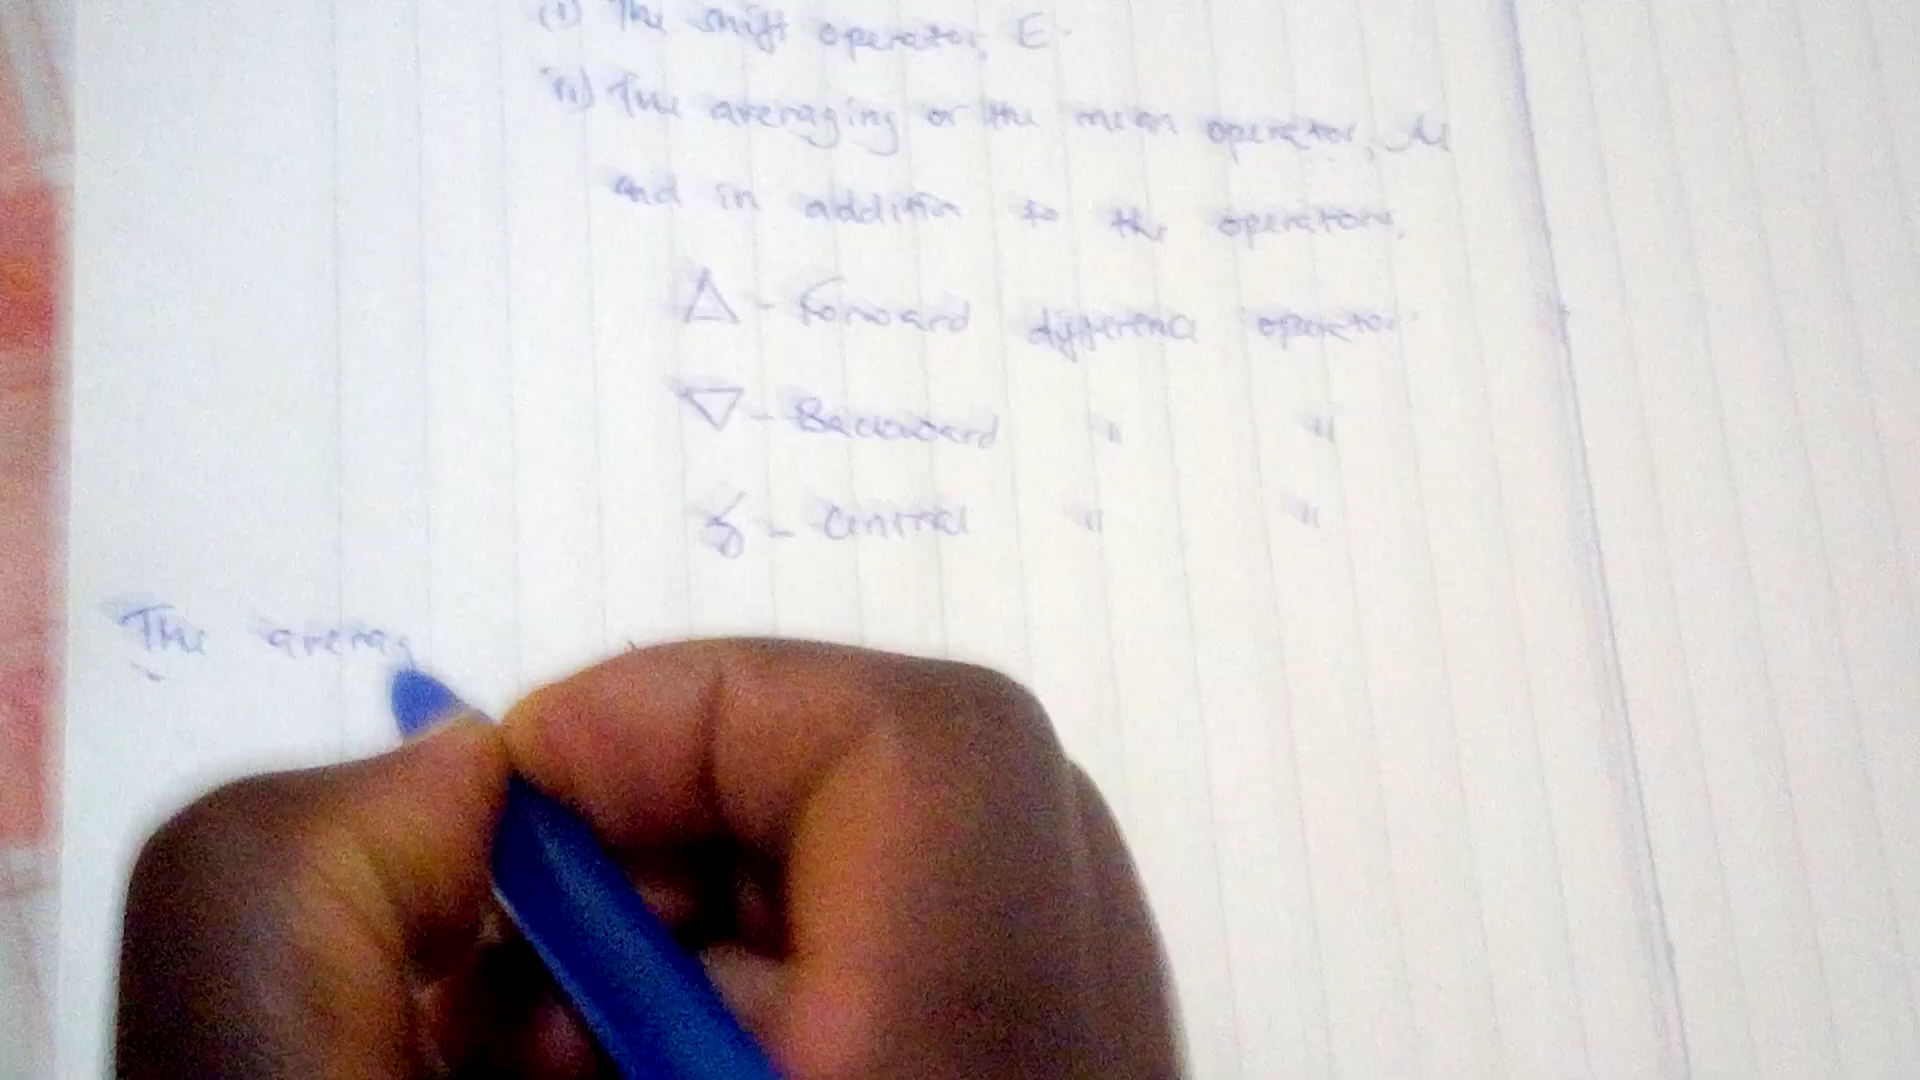 (i) The shift operator, E.
(ii) The averaging or the mean operator, M
and in addition to the operators,
△ - Forward difference operator
▽ - Backward " "
δ - Central " "
The averag